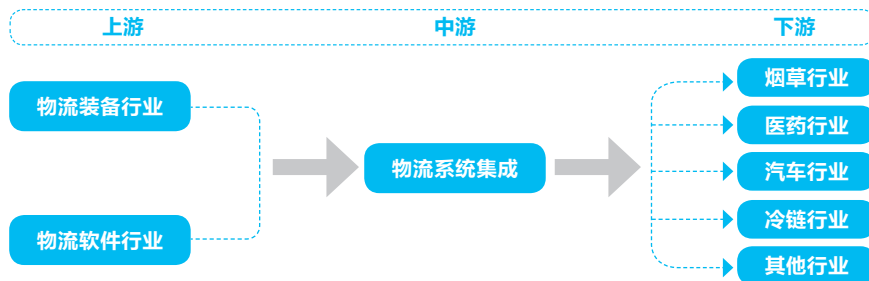 上游 中游 下游
物流装备行业
物流软件行业
物流系统集成
烟草行业
医药行业
汽车行业
冷链行业
其他行业